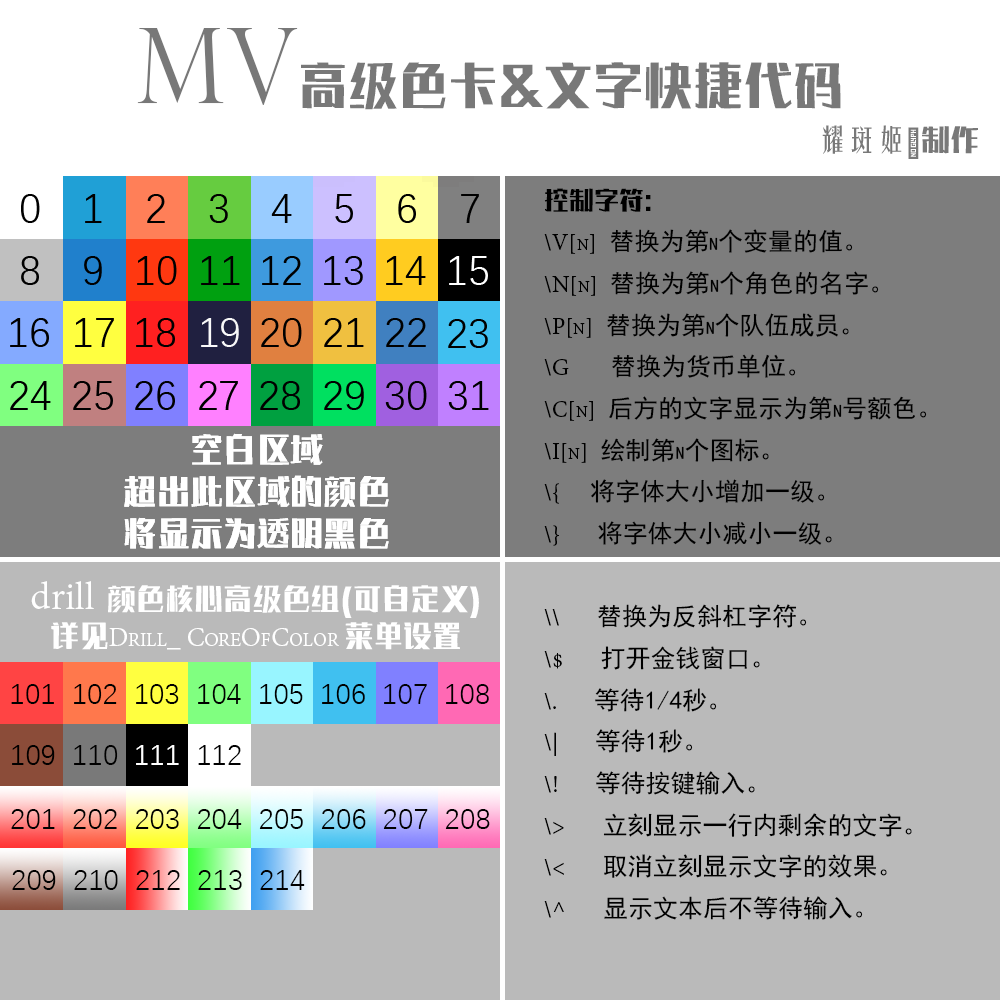 MV 高级色卡&文字快捷代码
耀斑姬制作
0 1 2 3 4 5 6 7
8 9 10 11 12 13 14 15
16 17 18 19 20 21 22 23
24 25 26 27 28 29 30 31
空白区域
超出此区域的颜色
将显示为透明黑色
控制字符:
\V[N] 替换为第N个变量的值。
\N[N] 替换为第N个角色的名字。
\P[N] 替换为第N个队伍成员。
\G 替换为货币单位。
\C[N] 后方的文字显示为第N号颜色。
\I[N] 绘制第N个图标。
\{ 将字体大小增加一级。
\} 将字体大小减小一级。
drill 颜色核心高级色组(可自定义)
详见Drill_ CoreOfColor 菜单设置
101 102 103 104 105 106 107 108
109 110 111 112
201 202 203 204 205 206 207 208
209 210 212 213 214
\\ 替换为反斜杠字符。
\$ 打开金钱窗口。
\. 等待1/4秒。
\| 等待1秒。
\! 等待按键输入。
\> 立刻显示一行内剩余的文字。
\< 取消立刻显示文字的效果。
\^ 显示文本后不等待输入。